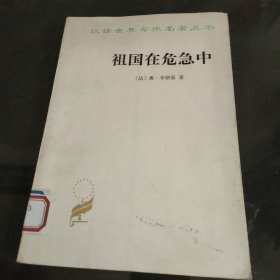 汉译世界学术名著丛书
祖国在危急中
〔法〕奥·布朗基 著